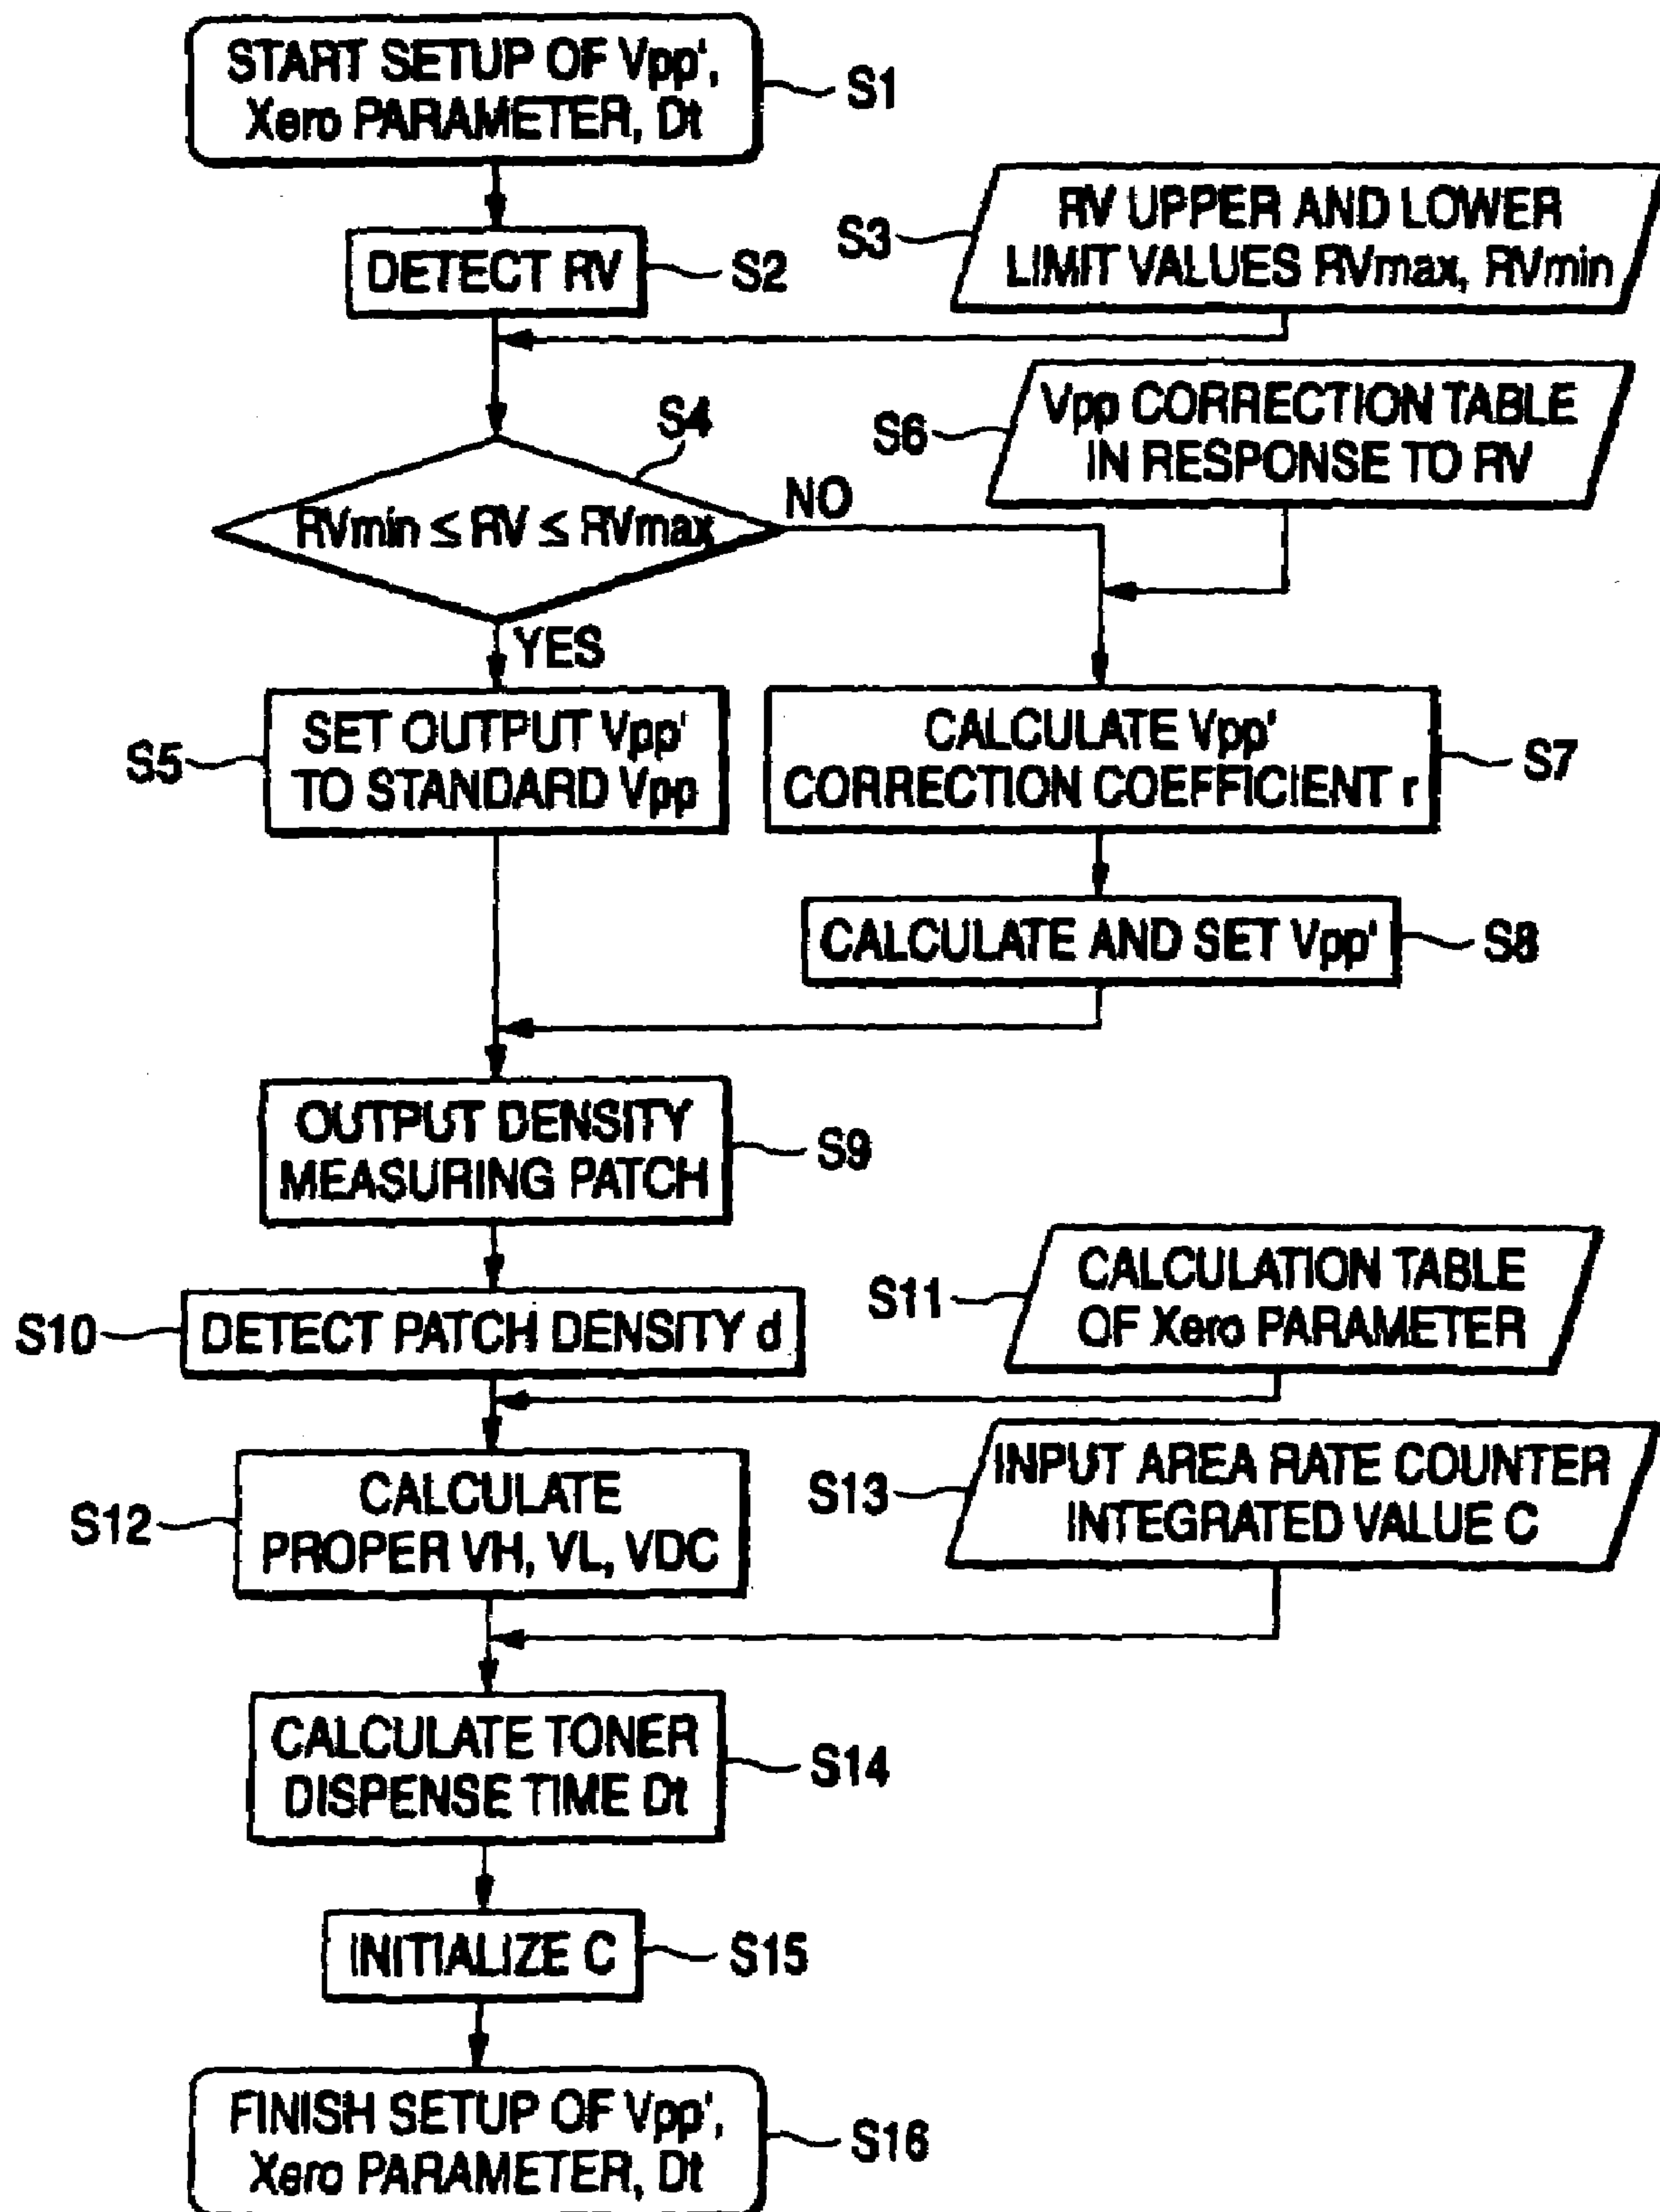 START SETUP OF Vpp',
Xero PARAMETER, Dt
S1
DETECT RV
S2
S3
RV UPPER AND LOWER
LIMIT VALUES RVmax, RVmin
S4
RVmin ≤ RV ≤ RVmax
NO
YES
S6
Vpp CORRECTION TABLE
IN RESPONSE TO RV
S5
SET OUTPUT Vpp'
TO STANDARD Vpp
CALCULATE Vpp'
CORRECTION COEFFICIENT r
S7
CALCULATE AND SET Vpp'
S8
OUTPUT DENSITY
MEASURING PATCH
S9
S10
DETECT PATCH DENSITY d
S11
CALCULATION TABLE
OF Xero PARAMETER
S12
CALCULATE
PROPER VH, VL, VDC
S13
INPUT AREA RATE COUNTER
INTEGRATED VALUE C
CALCULATE TONER
DISPENSE TIME Dt
S14
INITIALIZE C
S15
FINISH SETUP OF Vpp',
Xero PARAMETER, Dt
S16